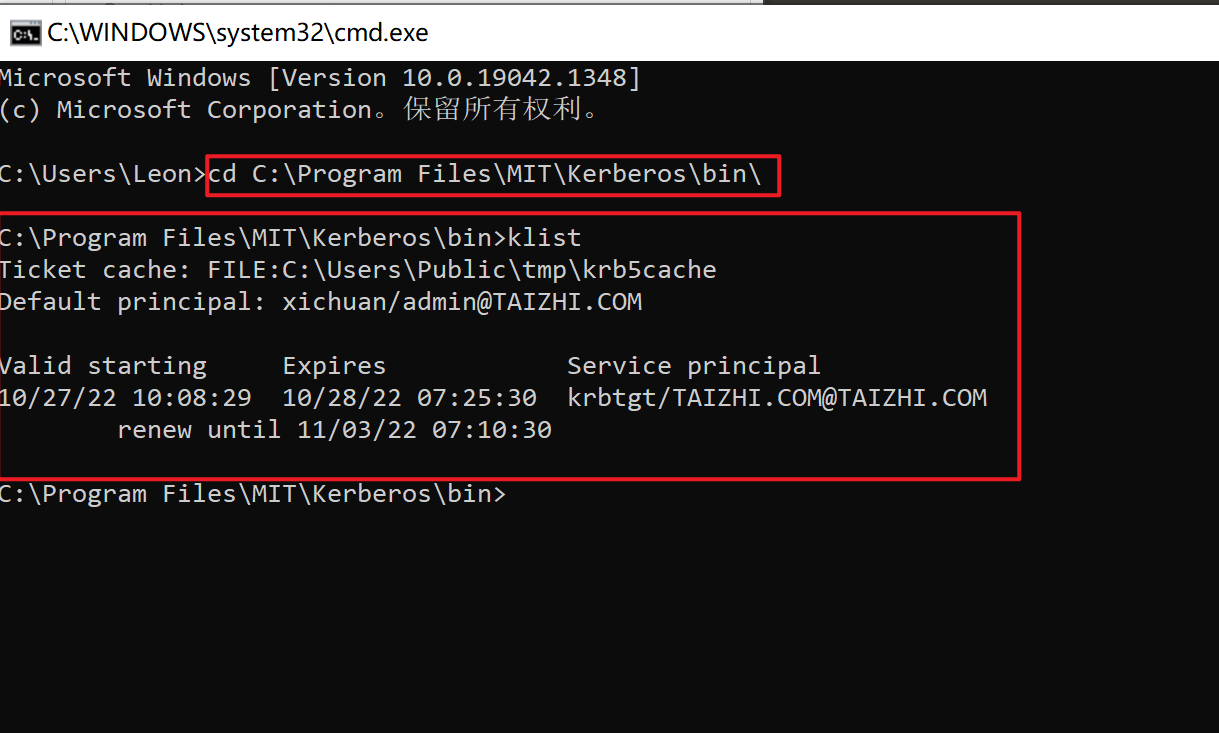 C:\WINDOWS\system32\cmd.exe
Microsoft Windows [Version 10.0.19042.1348]
(c) Microsoft Corporation。保留所有权利。
C:\Users\Leon>cd C:\Program Files\MIT\Kerberos\bin\
C:\Program Files\MIT\Kerberos\bin>klist
Ticket cache: FILE:C:\Users\Public\tmp\krb5cache
Default principal: xichuan/admin@TAIZHI.COM
Valid starting     Expires            Service principal
10/27/22 10:08:29  10/28/22 07:25:30  krbtgt/TAIZHI.COM@TAIZHI.COM
        renew until 11/03/22 07:10:30
C:\Program Files\MIT\Kerberos\bin>